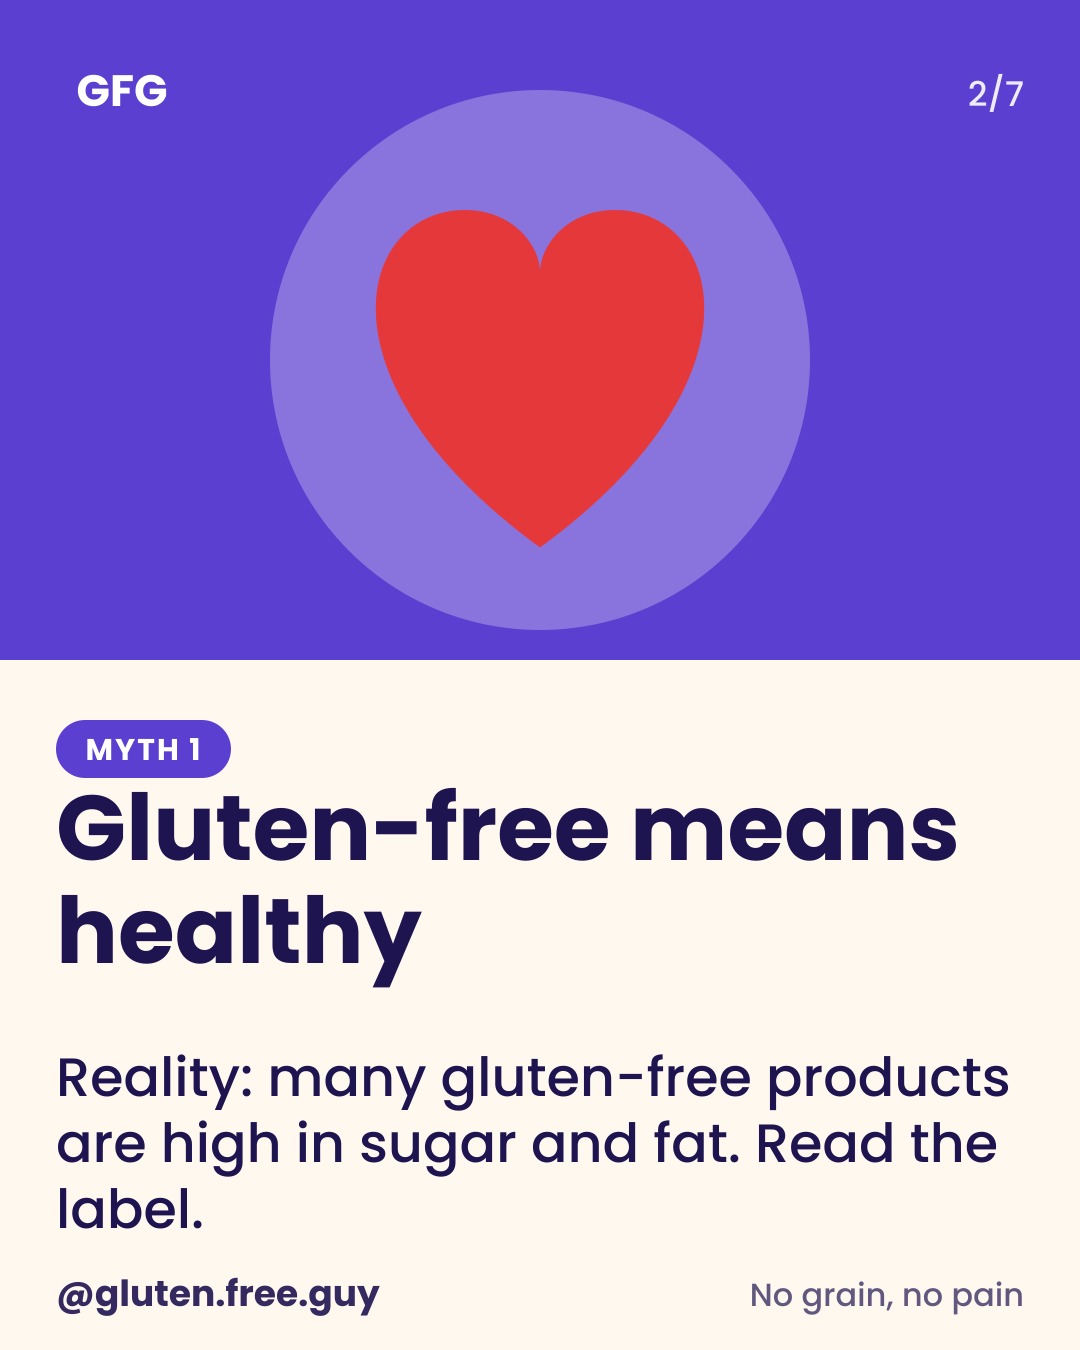 GFG
2/7
MYTH 1
Gluten-free means
healthy
Reality: many gluten-free products
are high in sugar and fat. Read the
label.
@gluten.free.guy
No grain, no pain